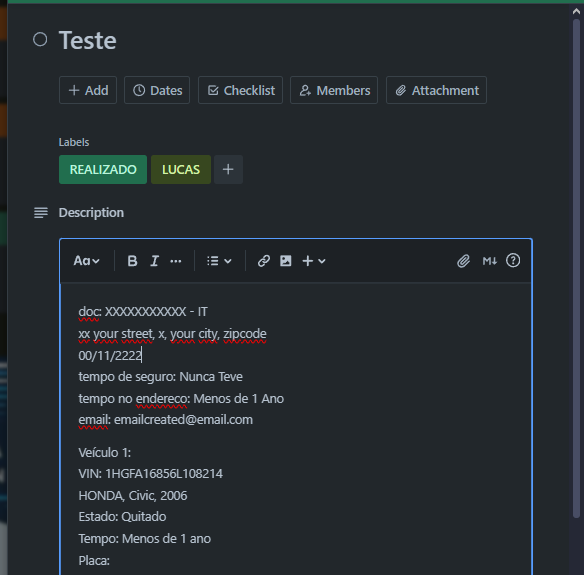 Teste
Add
Dates
Checklist
Members
Attachment
Labels
REALIZADO
LUCAS
Description
Aa
B
I
M
doc: XXXXXXXXXXX - IT
xx your street, x, your city, zipcode
00/11/2222
tempo de seguro: Nunca Teve
tempo no endereco: Menos de 1 Ano
email: emailcreated@email.com
Veículo 1:
VIN: 1HGFA16856L108214
HONDA, Civic, 2006
Estado: Quitado
Tempo: Menos de 1 ano
Placa: